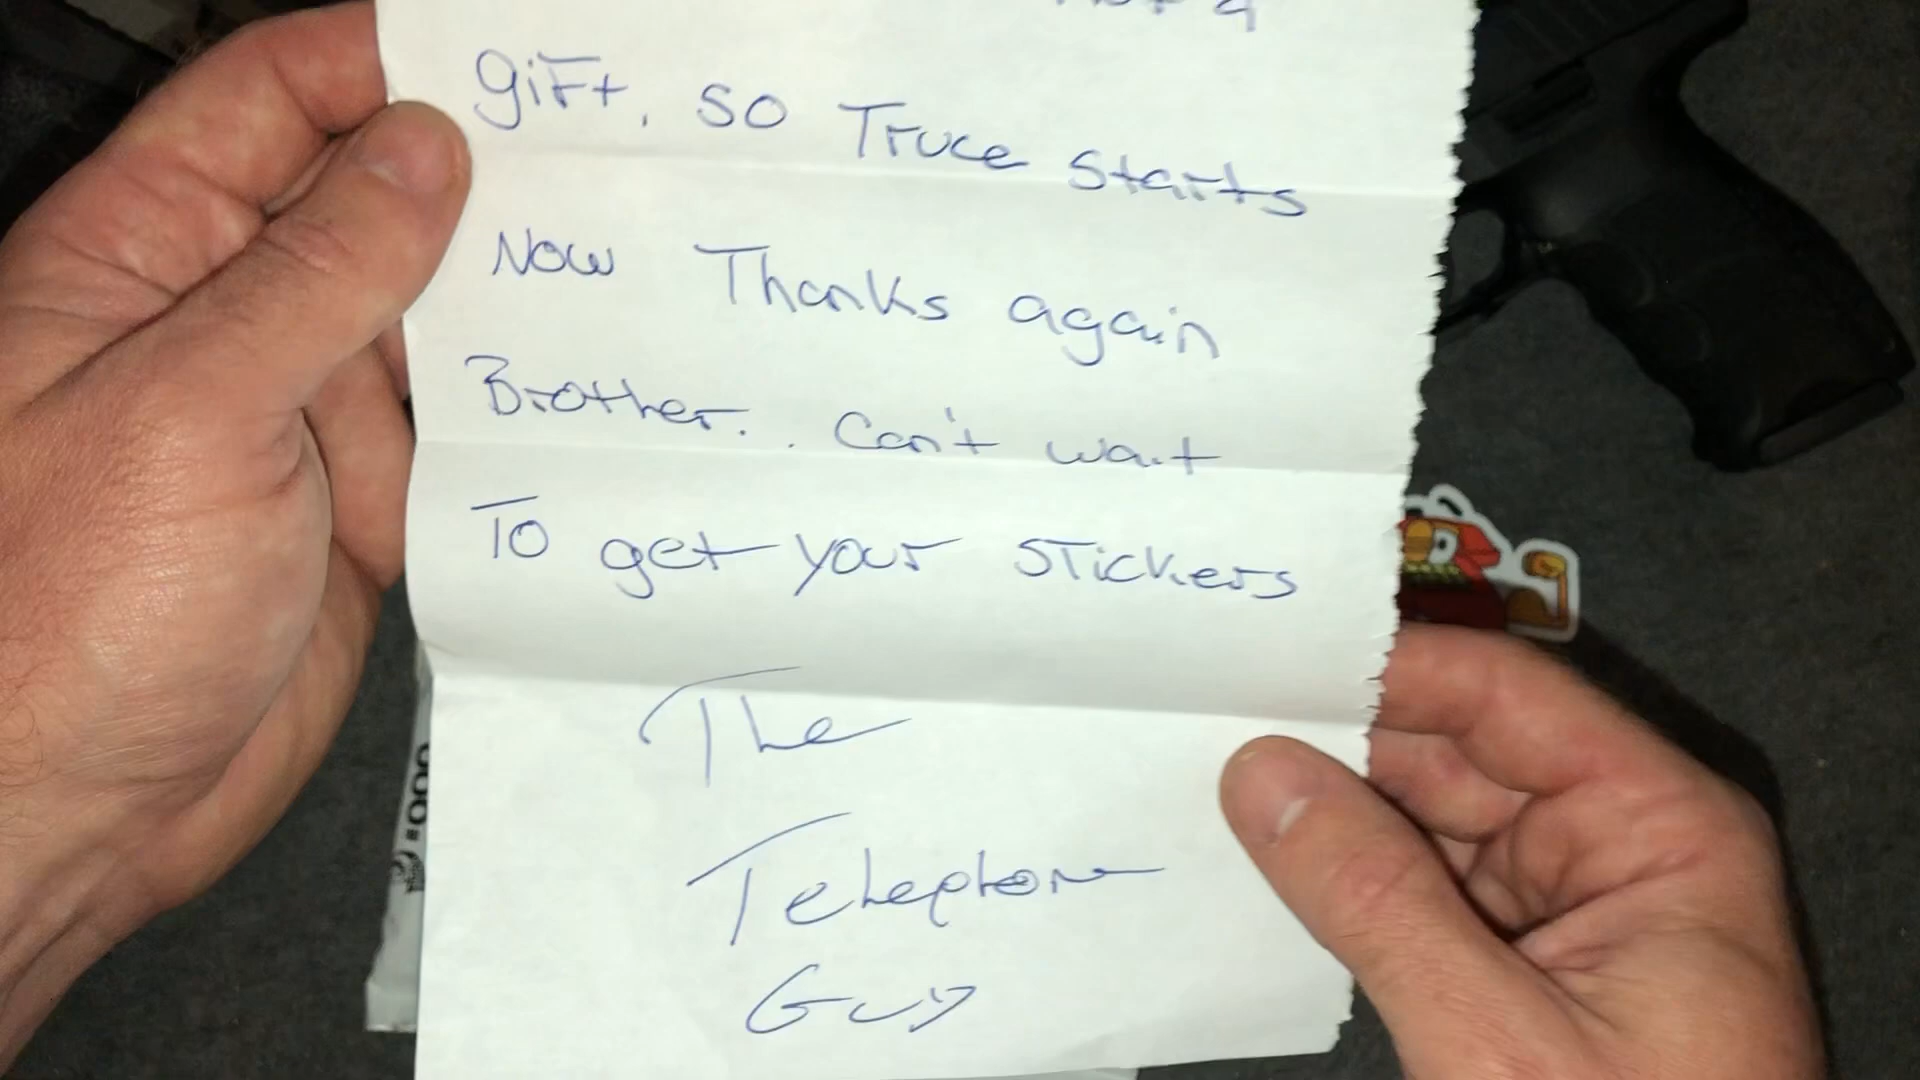 gift, so Truce starts
Now Thanks again
Brother.. Can't wait
To get your stickers
The
Telephone
Guy